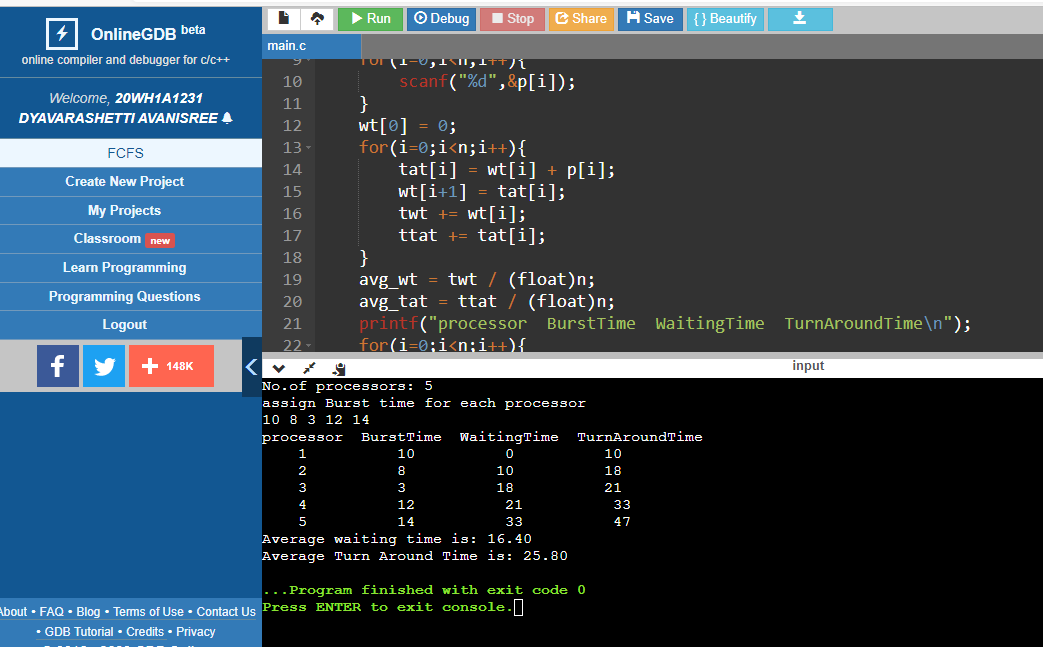 OnlineGDB beta
online compiler and debugger for c/c++
Welcome, 20WH1A1231
DYAVARASHETTI AVANISREE
FCFS
Create New Project
My Projects
Classroom new
Learn Programming
Programming Questions
Logout
f + 148K
About • FAQ • Blog • Terms of Use • Contact Us
• GDB Tutorial • Credits • Privacy
Run Debug Stop Share Save { } Beautify
main.c
9 for(i=0;i<n;i++){
10 scanf("%d",&p[i]);
11 }
12 wt[0] = 0;
13 for(i=0;i<n;i++){
14 tat[i] = wt[i] + p[i];
15 wt[i+1] = tat[i];
16 twt += wt[i];
17 ttat += tat[i];
18 }
19 avg_wt = twt / (float)n;
20 avg_tat = ttat / (float)n;
21 printf("processor  BurstTime  WaitingTime  TurnAroundTime\n");
22 for(i=0;i<n;i++){
input
No.of processors: 5
assign Burst time for each processor
10 8 3 12 14
processor  BurstTime  WaitingTime  TurnAroundTime
1 10 0 10
2 8 10 18
3 3 18 21
4 12 21 33
5 14 33 47
Average waiting time is: 16.40
Average Turn Around Time is: 25.80
...Program finished with exit code 0
Press ENTER to exit console.